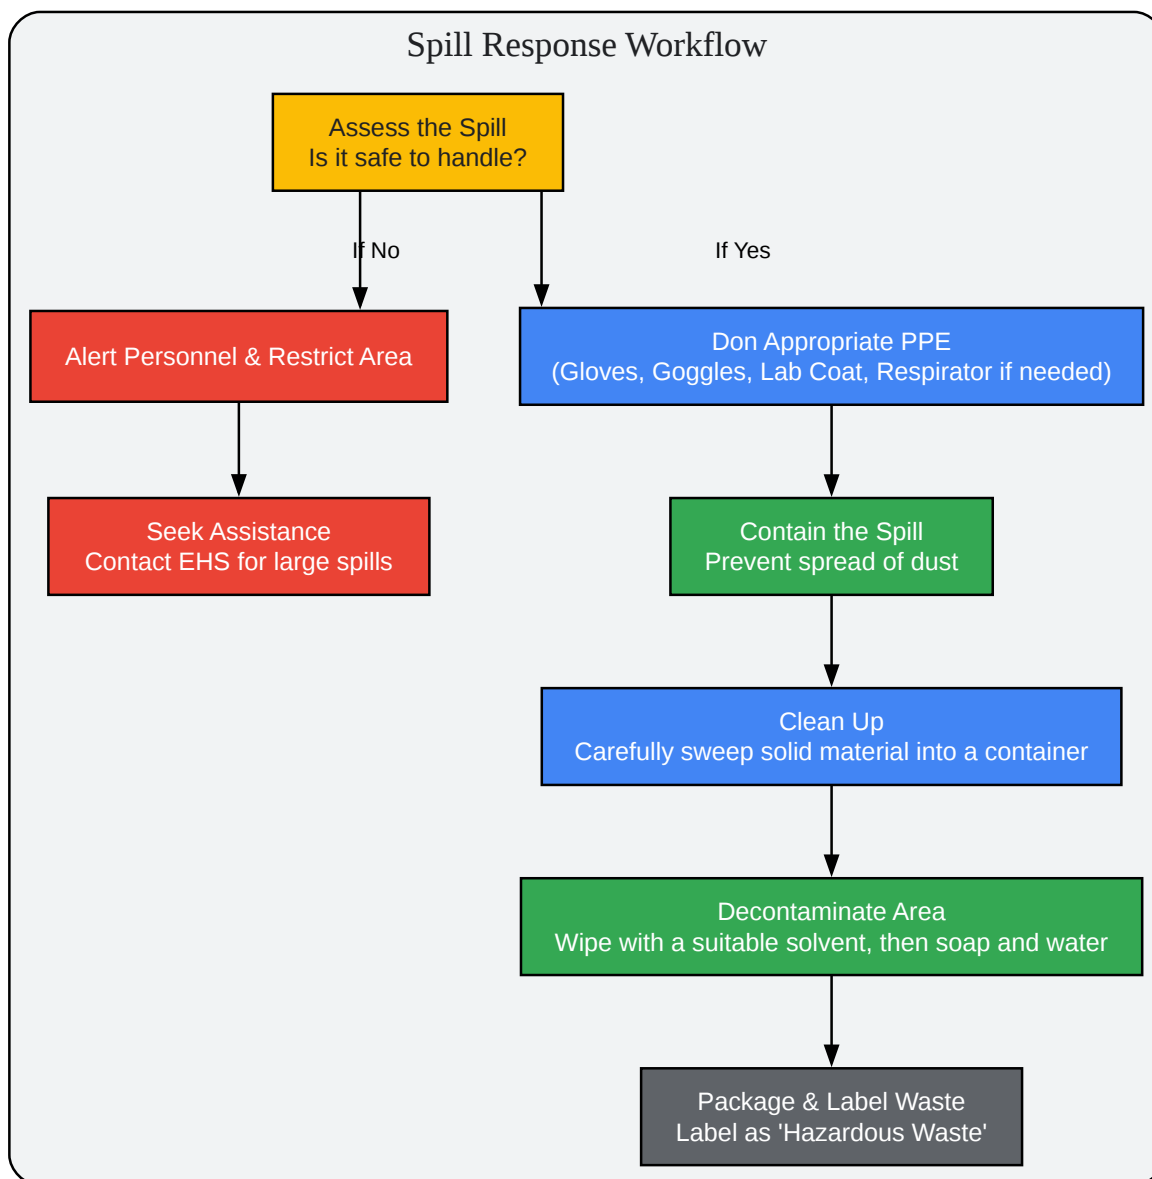 Spill Response Workflow
Assess the Spill
Is it safe to handle?
If No
If Yes
Alert Personnel & Restrict Area
Don Appropriate PPE
(Gloves, Goggles, Lab Coat, Respirator if needed)
Seek Assistance
Contact EHS for large spills
Contain the Spill
Prevent spread of dust
Clean Up
Carefully sweep solid material into a container
Decontaminate Area
Wipe with a suitable solvent, then soap and water
Package & Label Waste
Label as 'Hazardous Waste'